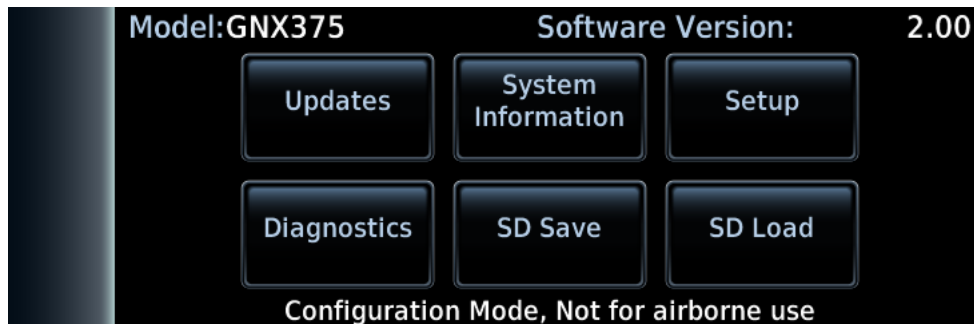 Model:GNX375 Software Version: 2.00
Updates
System
Information
Setup
Diagnostics
SD Save
SD Load
Configuration Mode, Not for airborne use